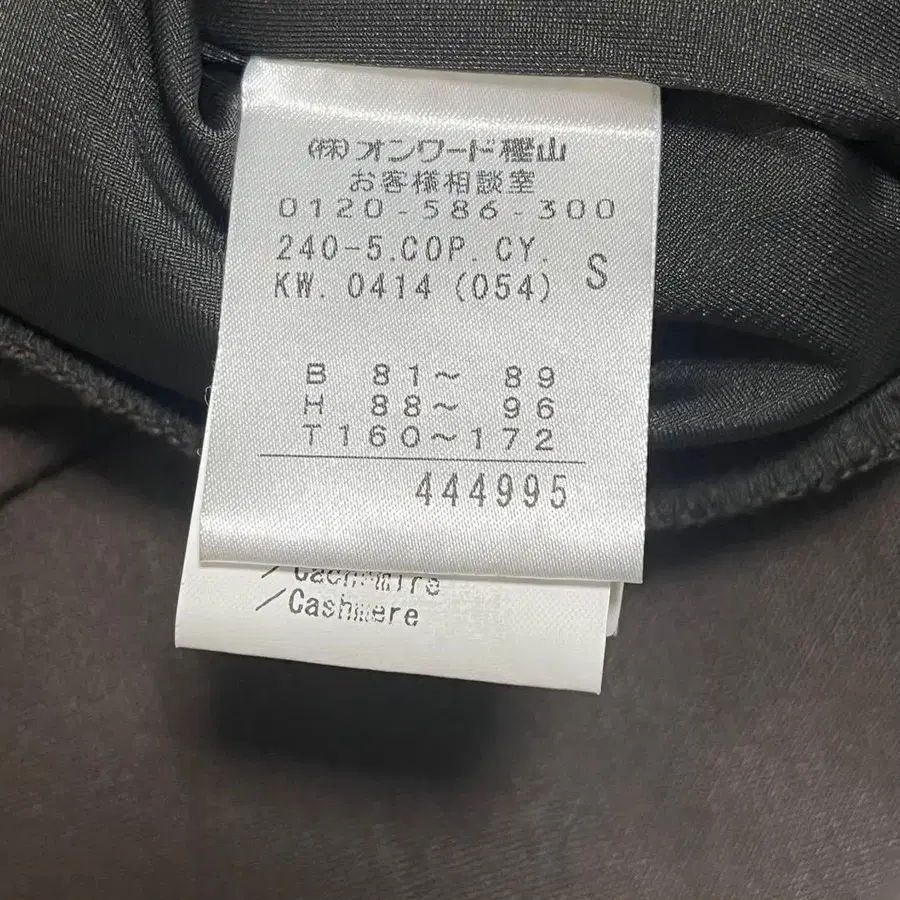 (株)オンワード樫山
お客様相談室
0120-586-300
240-5.COP.CY.
KW.0414(054) S
B 81～ 89
H 88～ 96
T160～172
444995
/Cachemire
/Cashmere